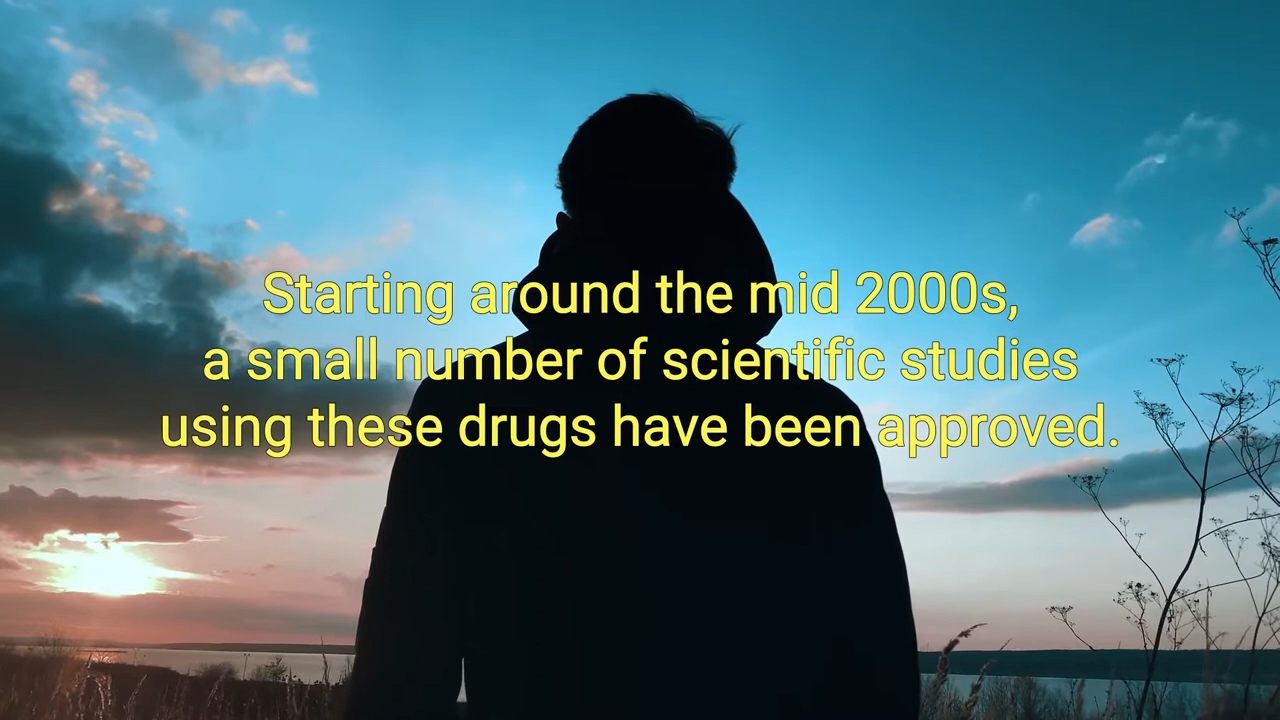 Starting around the mid 2000s,
a small number of scientific studies
using these drugs have been approved.